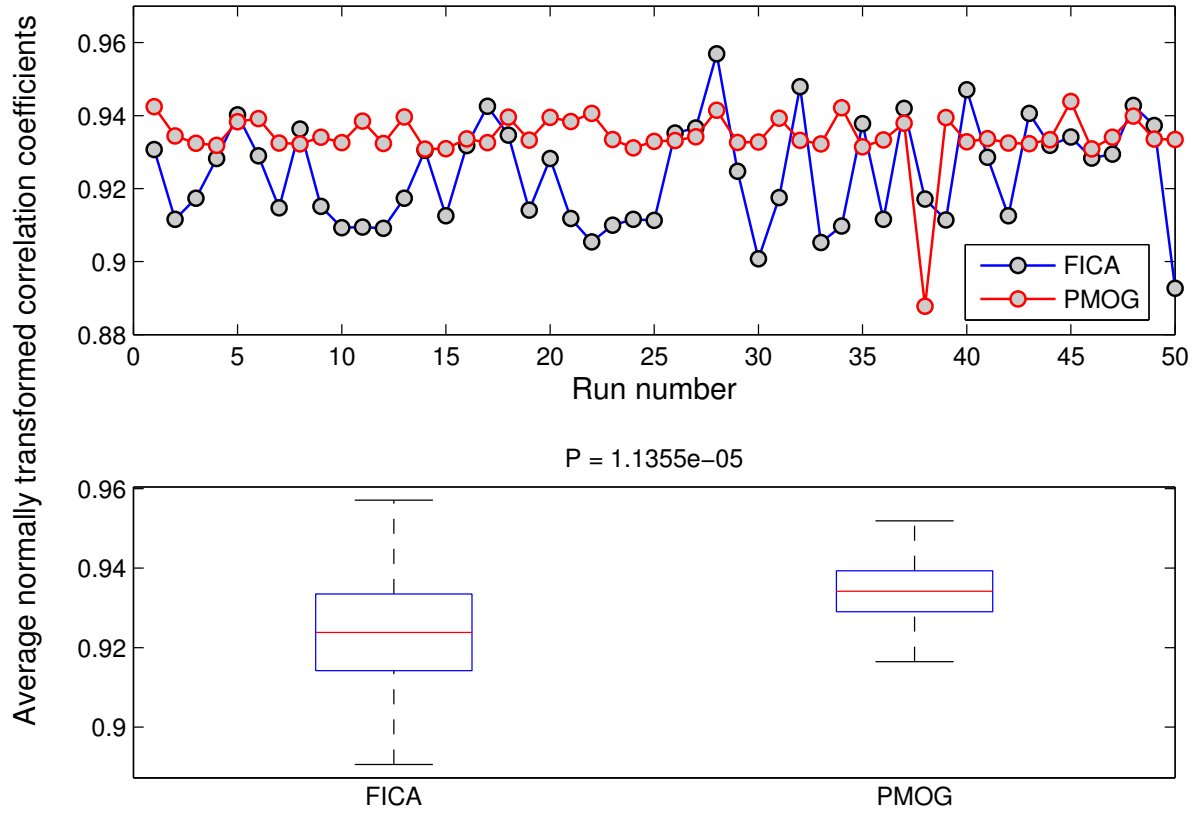 Average normally transformed correlation coefficients
0.96
0.94
0.92
0.9
0.88
0 5 10 15 20 25 30 35 40 45 50
Run number
FICA
PMOG
P = 1.1355e−05
0.96
0.94
0.92
0.9
FICA PMOG